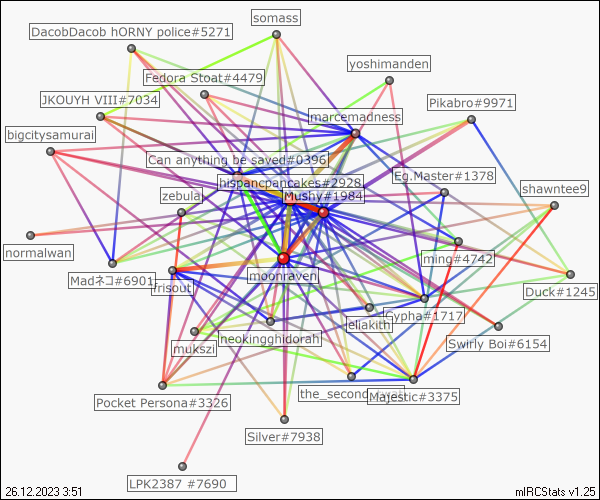 somass
DacobDacob hORNY police#5271
yoshimanden
Fedora Stoat#4479
JKOUYH VIII#7034
Pikabro#9971
marcemadness
bigcitysamurai
Can anything be saved#0396
Eg.Master#1378
hispancpancakes#2928
zebula
Mushy#1984
shawntee9
normalwan
ming#4742
Madネコ#6901
frisout
moonraven
Duck#1245
jeliakith
Cypha#1717
neokingghidorah
mukszi
Swirly Boi#6154
the_second
Majestic#3375
Pocket Persona#3326
Silver#7938
LPK2387 #7690
26.12.2023 3:51
mIRCStats v1.25